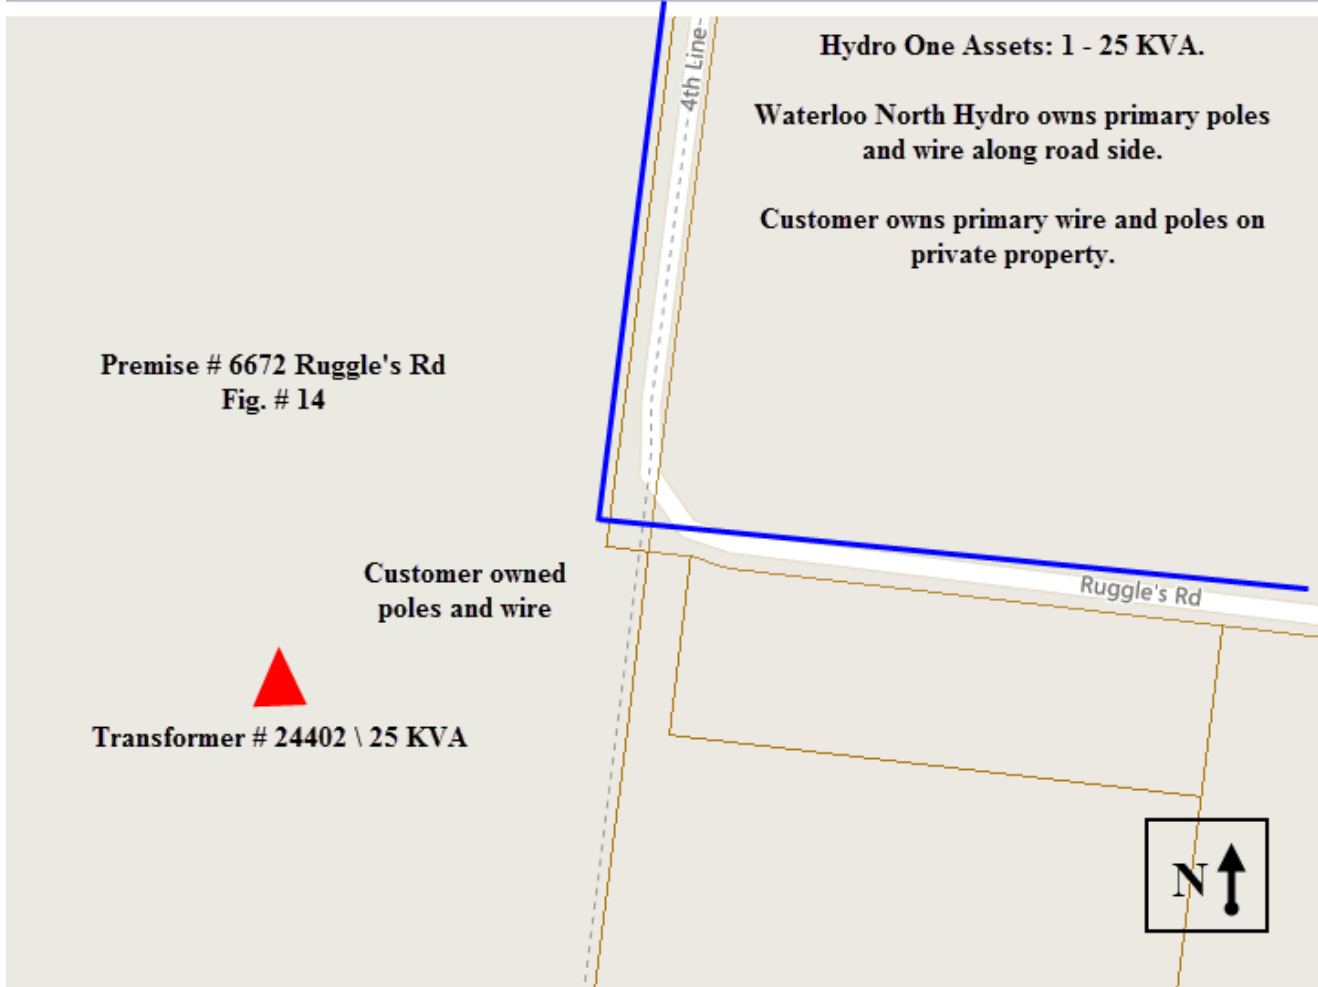 4th Line
Hydro One Assets: 1 - 25 KVA.
Waterloo North Hydro owns primary poles
and wire along road side.
Customer owns primary wire and poles on
private property.
Premise # 6672 Ruggle's Rd
Fig. # 14
Customer owned
poles and wire
Ruggle's Rd
Transformer # 24402 \ 25 KVA
N